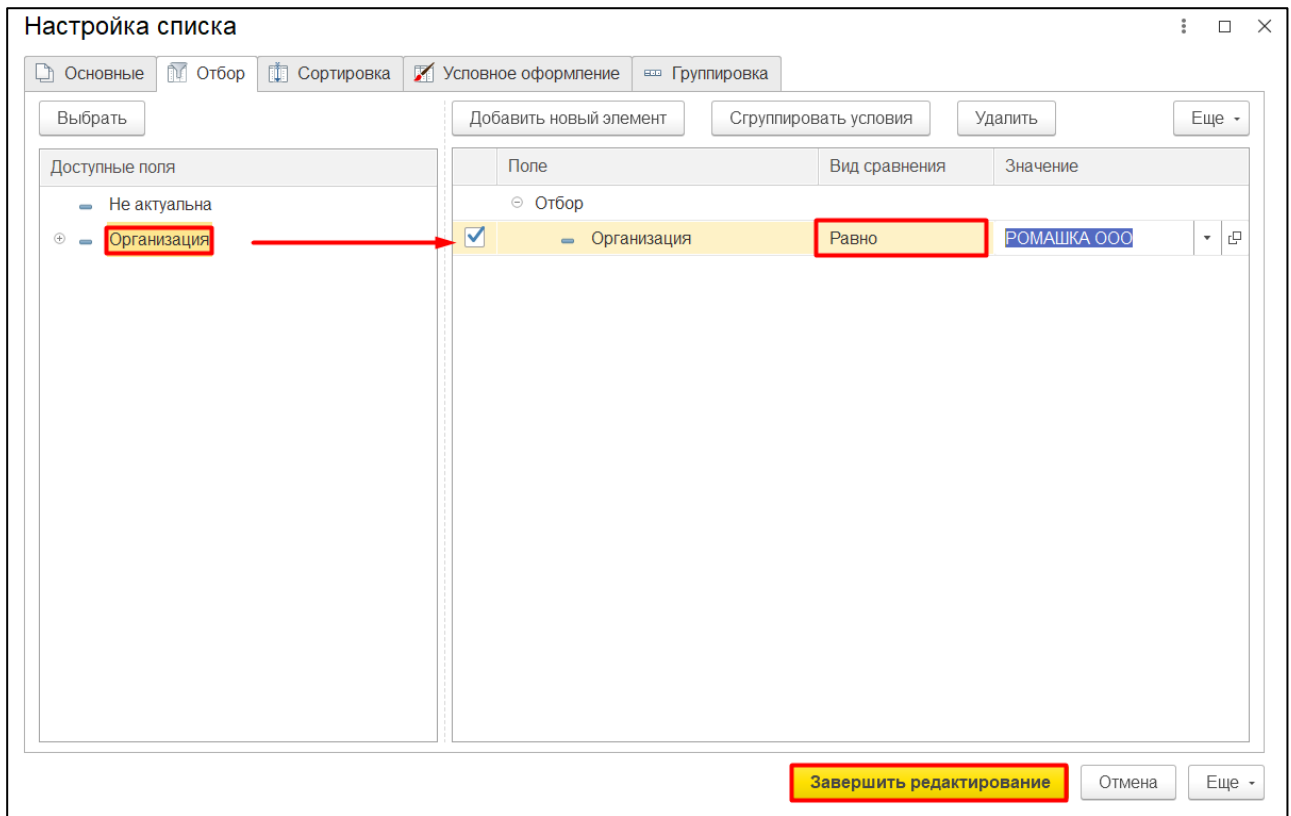 Настройка списка
Основные Отбор Сортировка Условное оформление Группировка
Выбрать Добавить новый элемент Сгруппировать условия Удалить Еще
Доступные поля Поле Вид сравнения Значение
Не актуальна Отбор
Организация Организация Равно РОМАШКА ООО
Завершить редактирование Отмена Еще